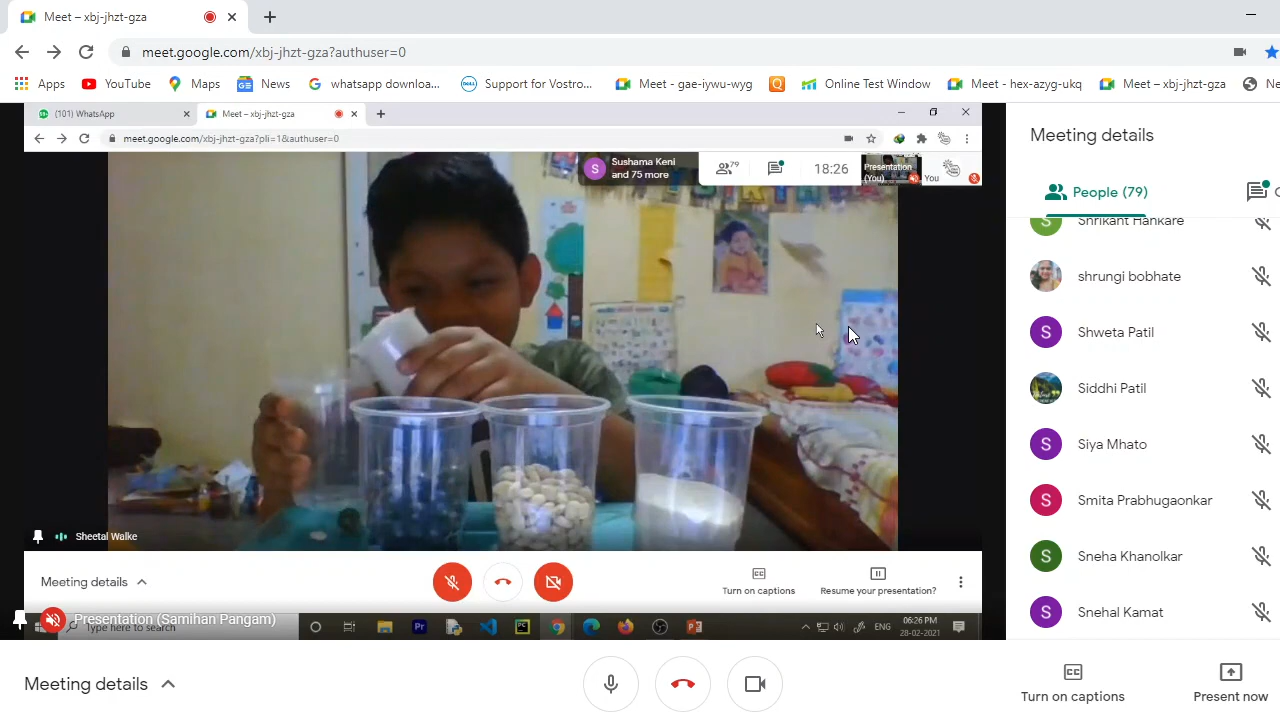 Meet – xbj-jhzt-gza
meet.google.com/xbj-jhzt-gza?authuser=0
Apps YouTube Maps News whatsapp downloa... Support for Vostro... Meet - gae-iywu-wyg Online Test Window Meet - hex-azyg-ukq Meet – xbj-jhzt-gza
(101) WhatsApp Meet – xbj-jhzt-gza
meet.google.com/xbj-jhzt-gza?pli=1&authuser=0
Sushama Keni
and 75 more
79
18:26
Presentation
(You)
You
Sheetal Walke
Meeting details
Turn on captions
Resume your presentation?
Presentation (Samihan Pangam)
Type here to search
ENG
06:26 PM
28-02-2021
Meeting details
People (79)
Shrikant Hankare
shrungi bobhate
S Shweta Patil
Siddhi Patil
S Siya Mhato
S Smita Prabhugaonkar
S Sneha Khanolkar
S Snehal Kamat
Meeting details
Turn on captions
Present now